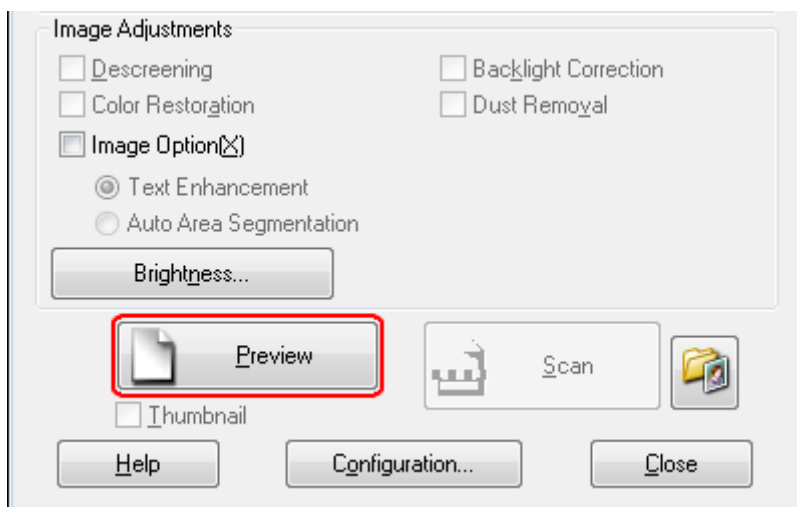 Image Adjustments
Descreening Backlight Correction
Color Restoration Dust Removal
Image Option(X)
Text Enhancement
Auto Area Segmentation
Brightness...
Preview Scan
Thumbnail
Help Configuration... Close